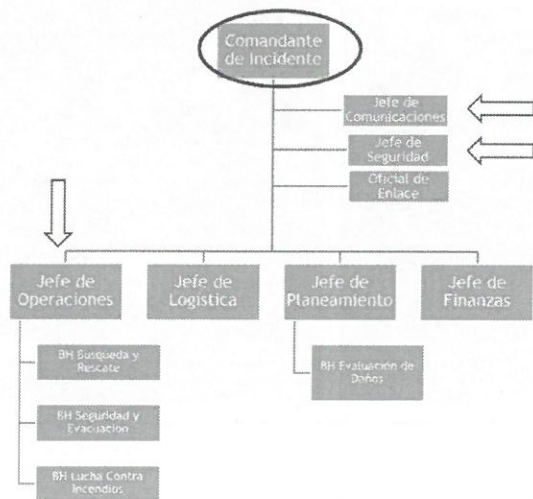 Comandante
de Incidente
Jefe de
Comunicaciones
Jefe de
Seguridad
Oficial de
Enlace
Jefe de
Operaciones
Jefe de
Logística
Jefe de
Planeamiento
Jefe de
Finanzas
BH Busqueda y
Rescate
BH Evaluación de
Daños
BH Seguridad y
Evacuacion
BH Lucha Contra
Incendios